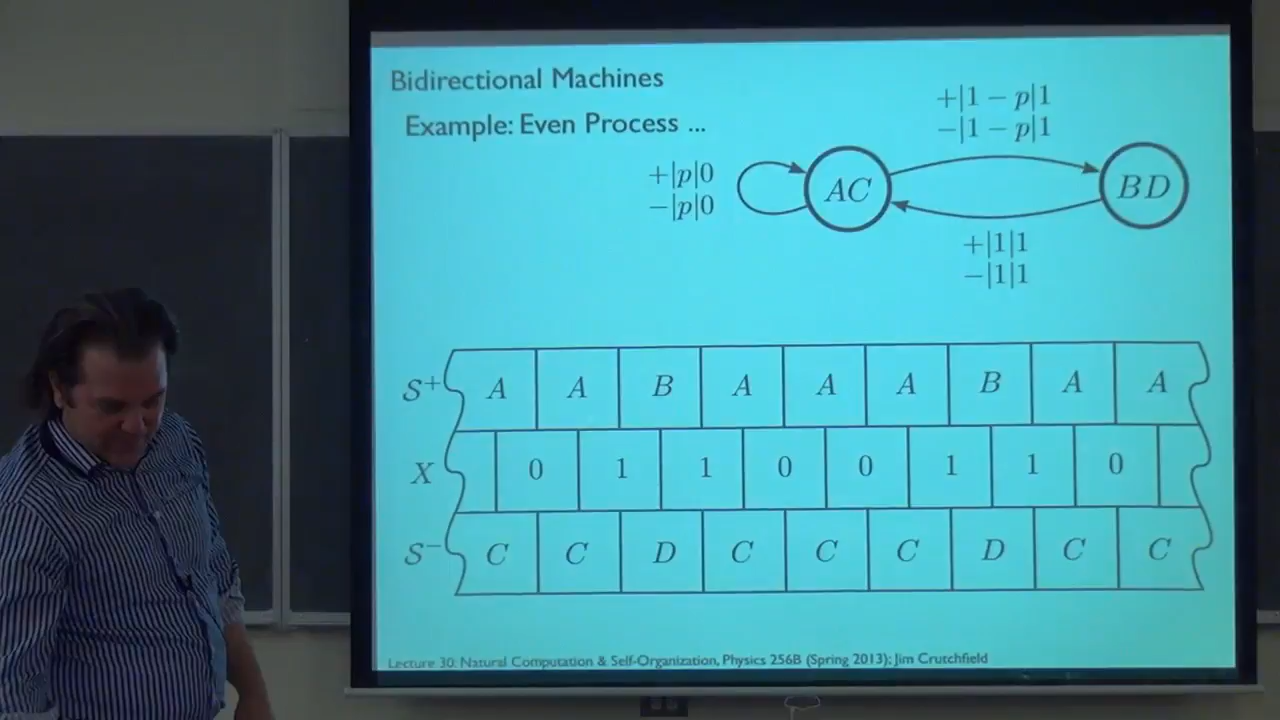 Bidirectional Machines
Example: Even Process ...
+|1 − p|1
−|1 − p|1
+|p|0
−|p|0
AC
BD
+|1|1
−|1|1
S+ A A B A A A B A A
X 0 1 1 0 0 1 1 0
S− C C D C C C D C C
Lecture 30: Natural Computation & Self-Organization, Physics 256B (Spring 2013); Jim Crutchfield